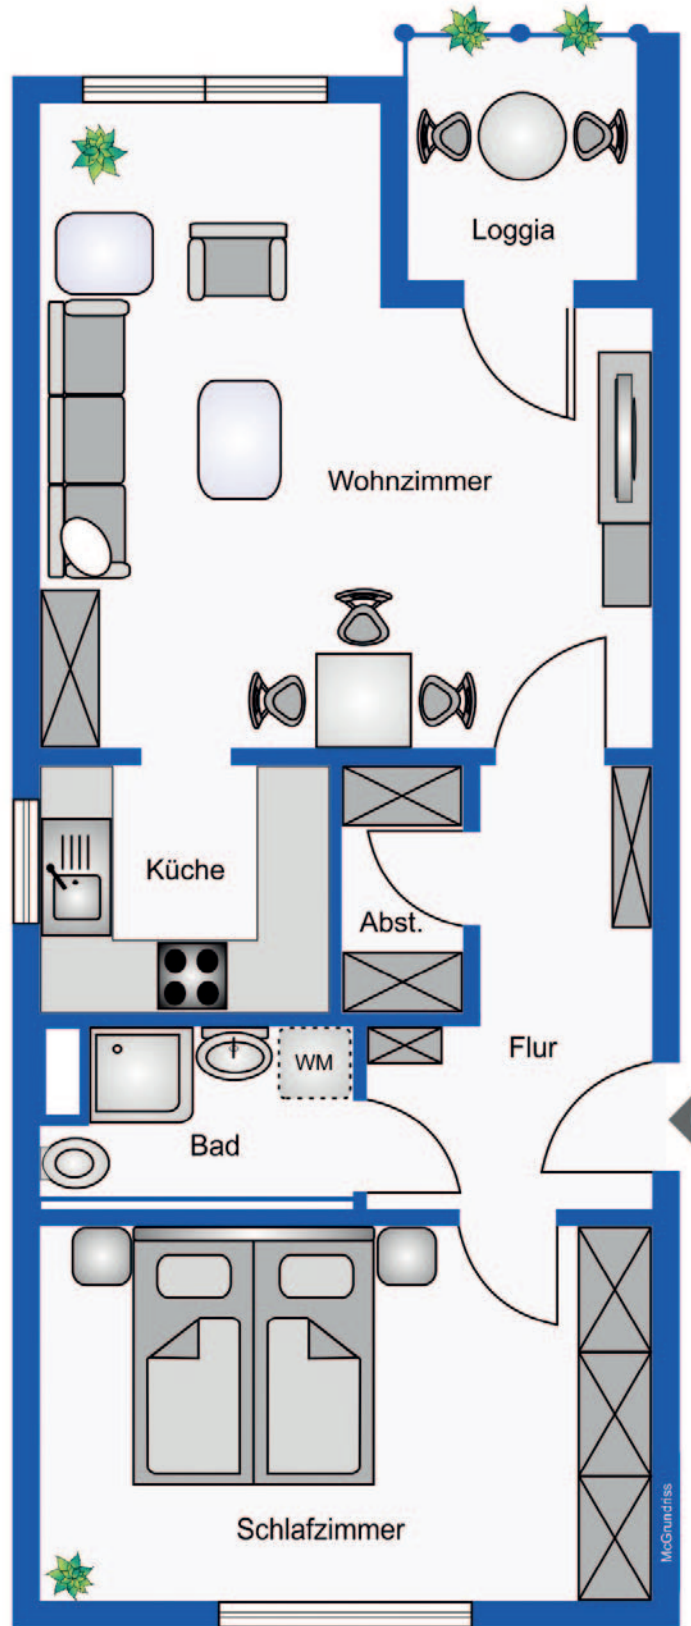 Loggia
Wohnzimmer
Küche
Abst.
Flur
WM
Bad
Schlafzimmer
McGrundriss